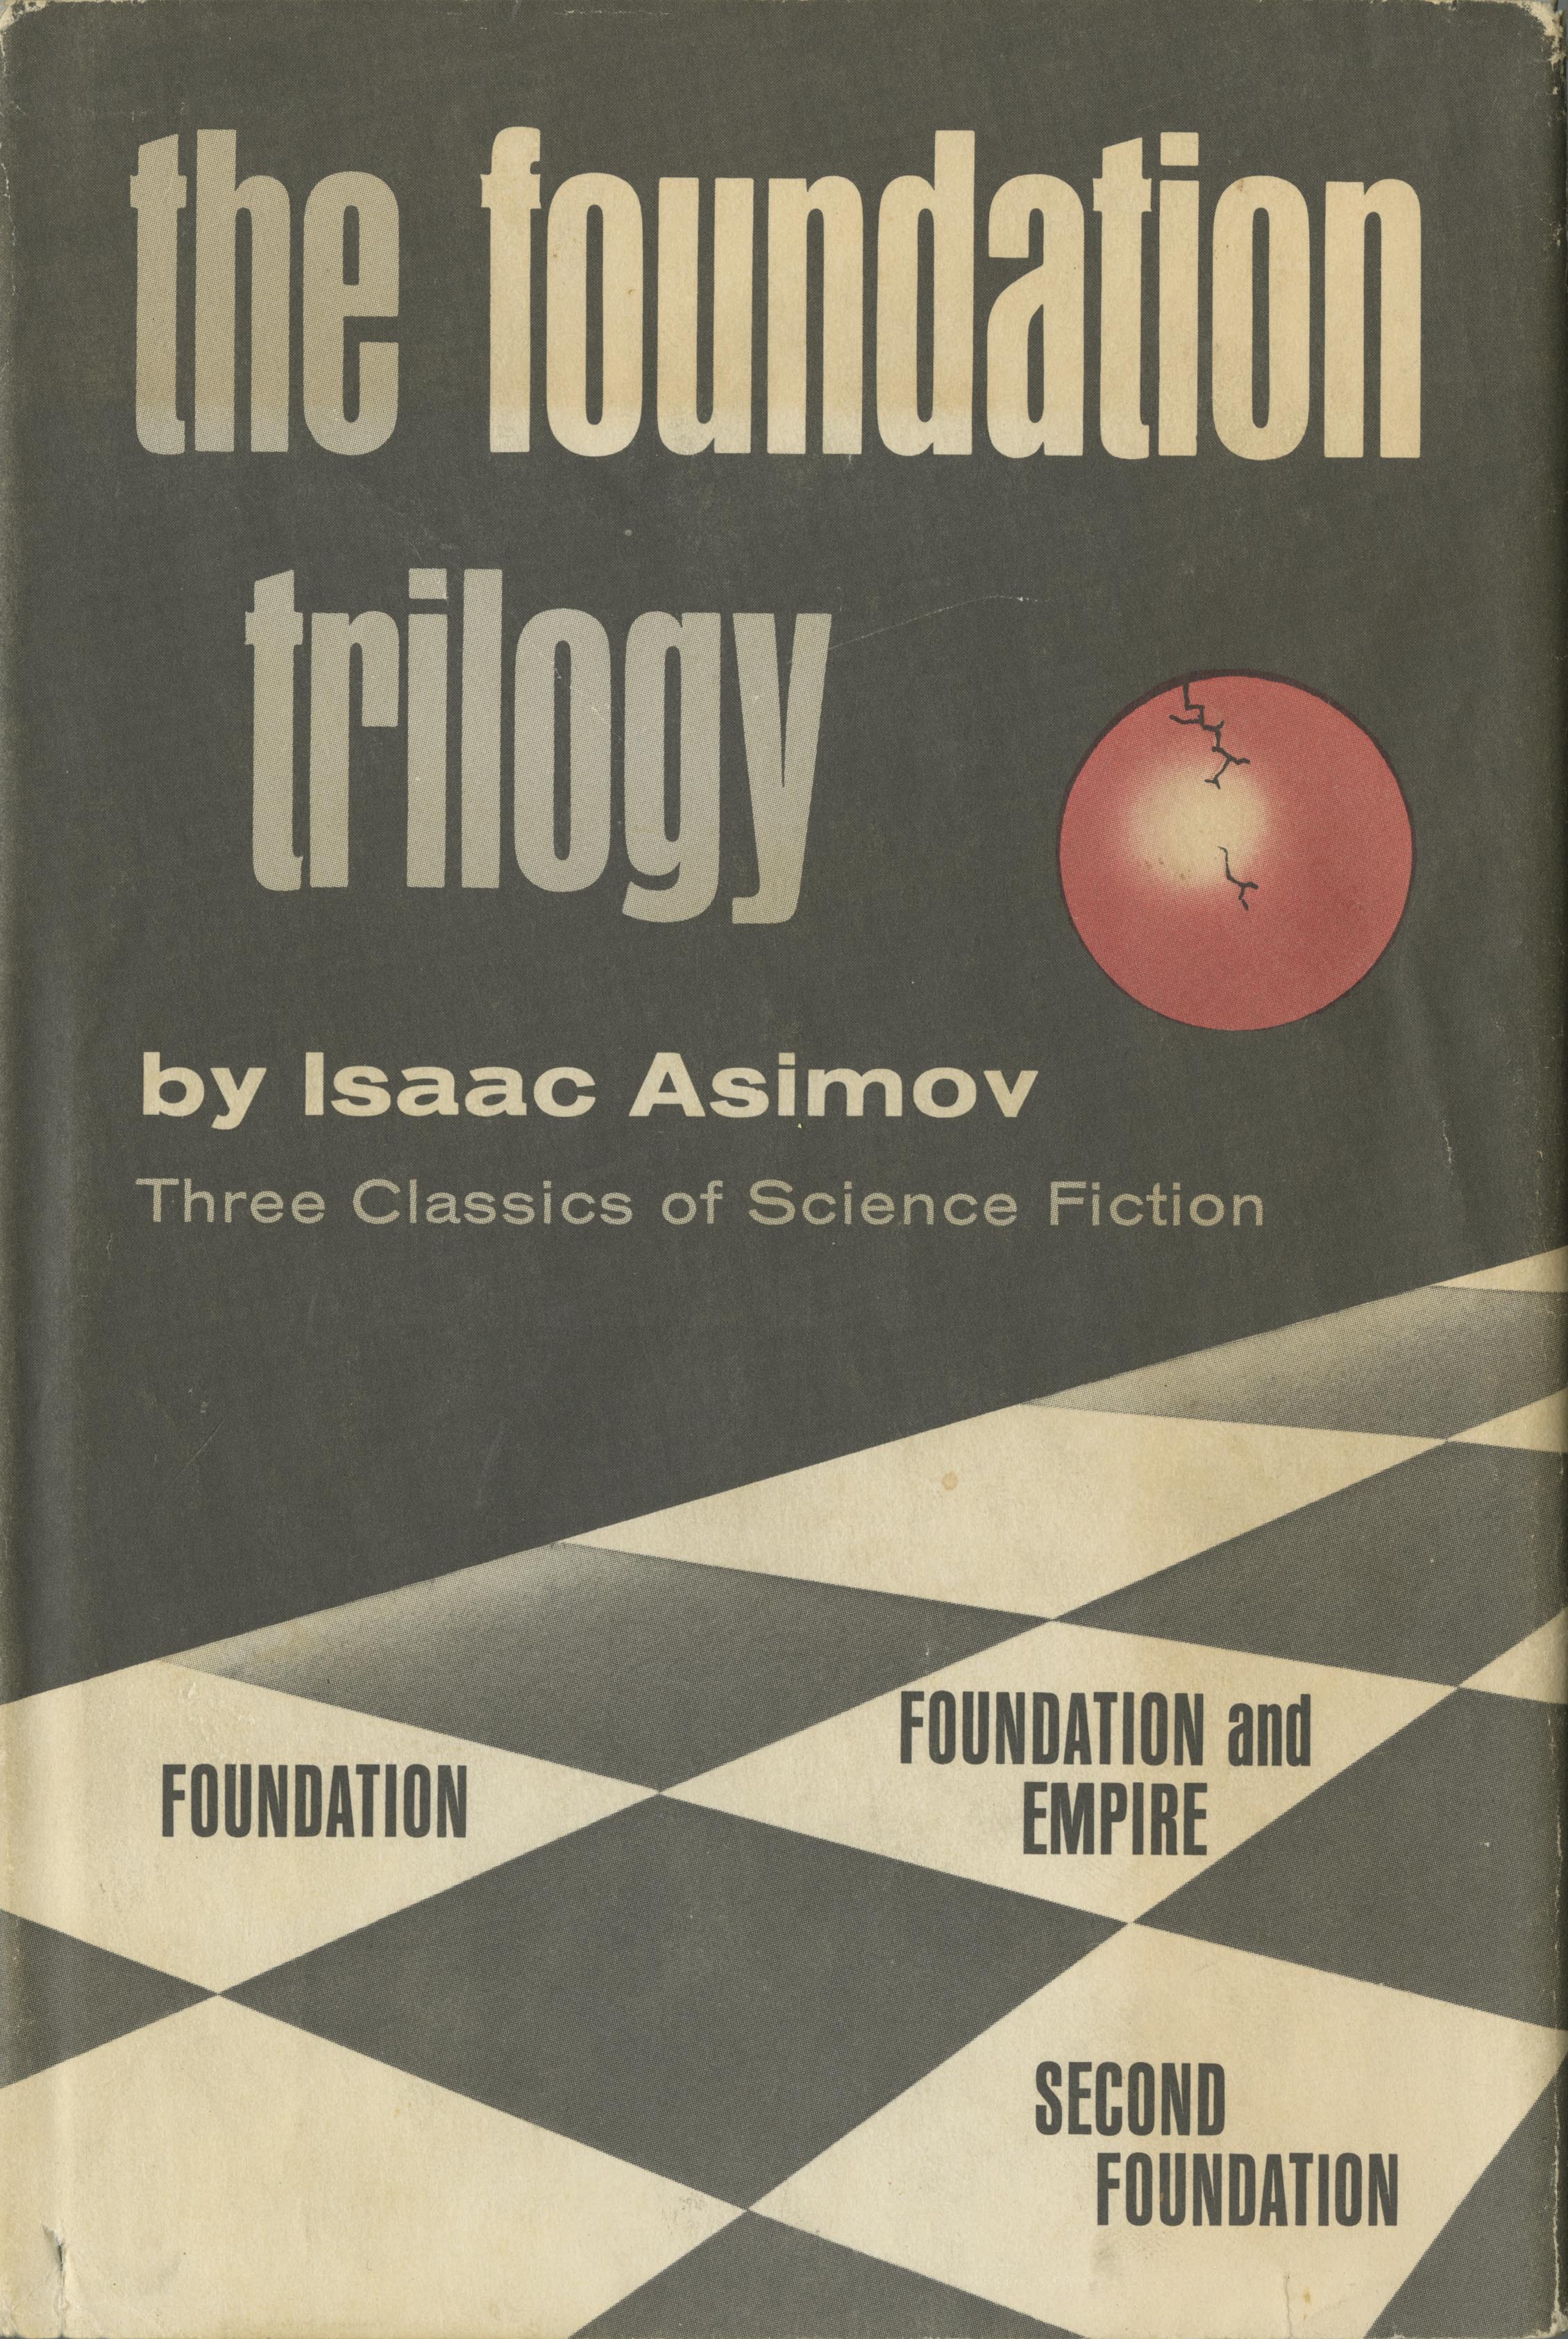 the foundation
trilogy
by Isaac Asimov
Three Classics of Science Fiction
FOUNDATION
FOUNDATION and
EMPIRE
SECOND
FOUNDATION